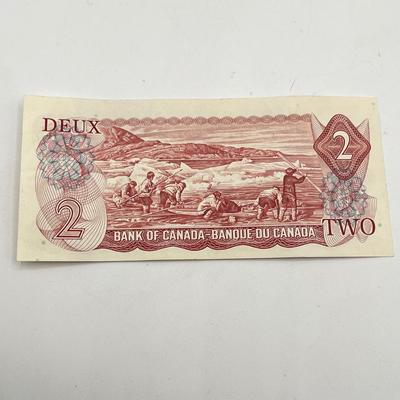 DEUX
2
2
BANK OF CANADA-BANQUE DU CANADA
TWO